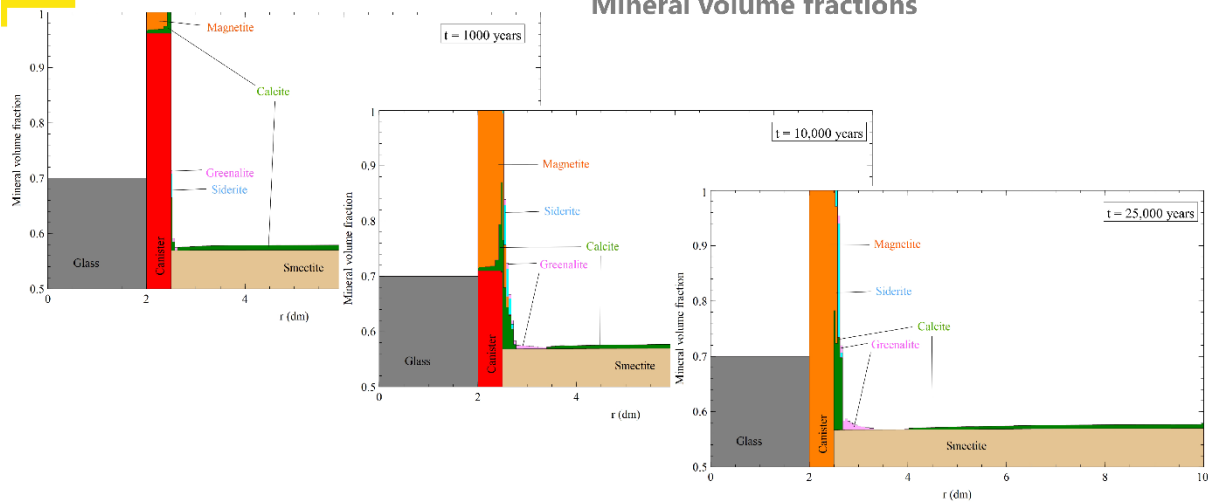 Mineral volume fractions
t = 1000 years
Magnetite
Calcite
Greenalite
Siderite
Glass
Canister
Smectite
Mineral volume fraction
1
0.9
0.8
0.7
0.6
0.5
0
2
4
r (dm)
t = 10,000 years
Magnetite
Siderite
Calcite
Greenalite
Glass
Canister
Smectite
Mineral volume fraction
1
0.9
0.8
0.7
0.6
0.5
0
2
4
r (dm)
t = 25,000 years
Magnetite
Siderite
Calcite
Greenalite
Glass
Canister
Smectite
Mineral volume fraction
1
0.9
0.8
0.7
0.6
0.5
0
2
4
6
8
10
r (dm)